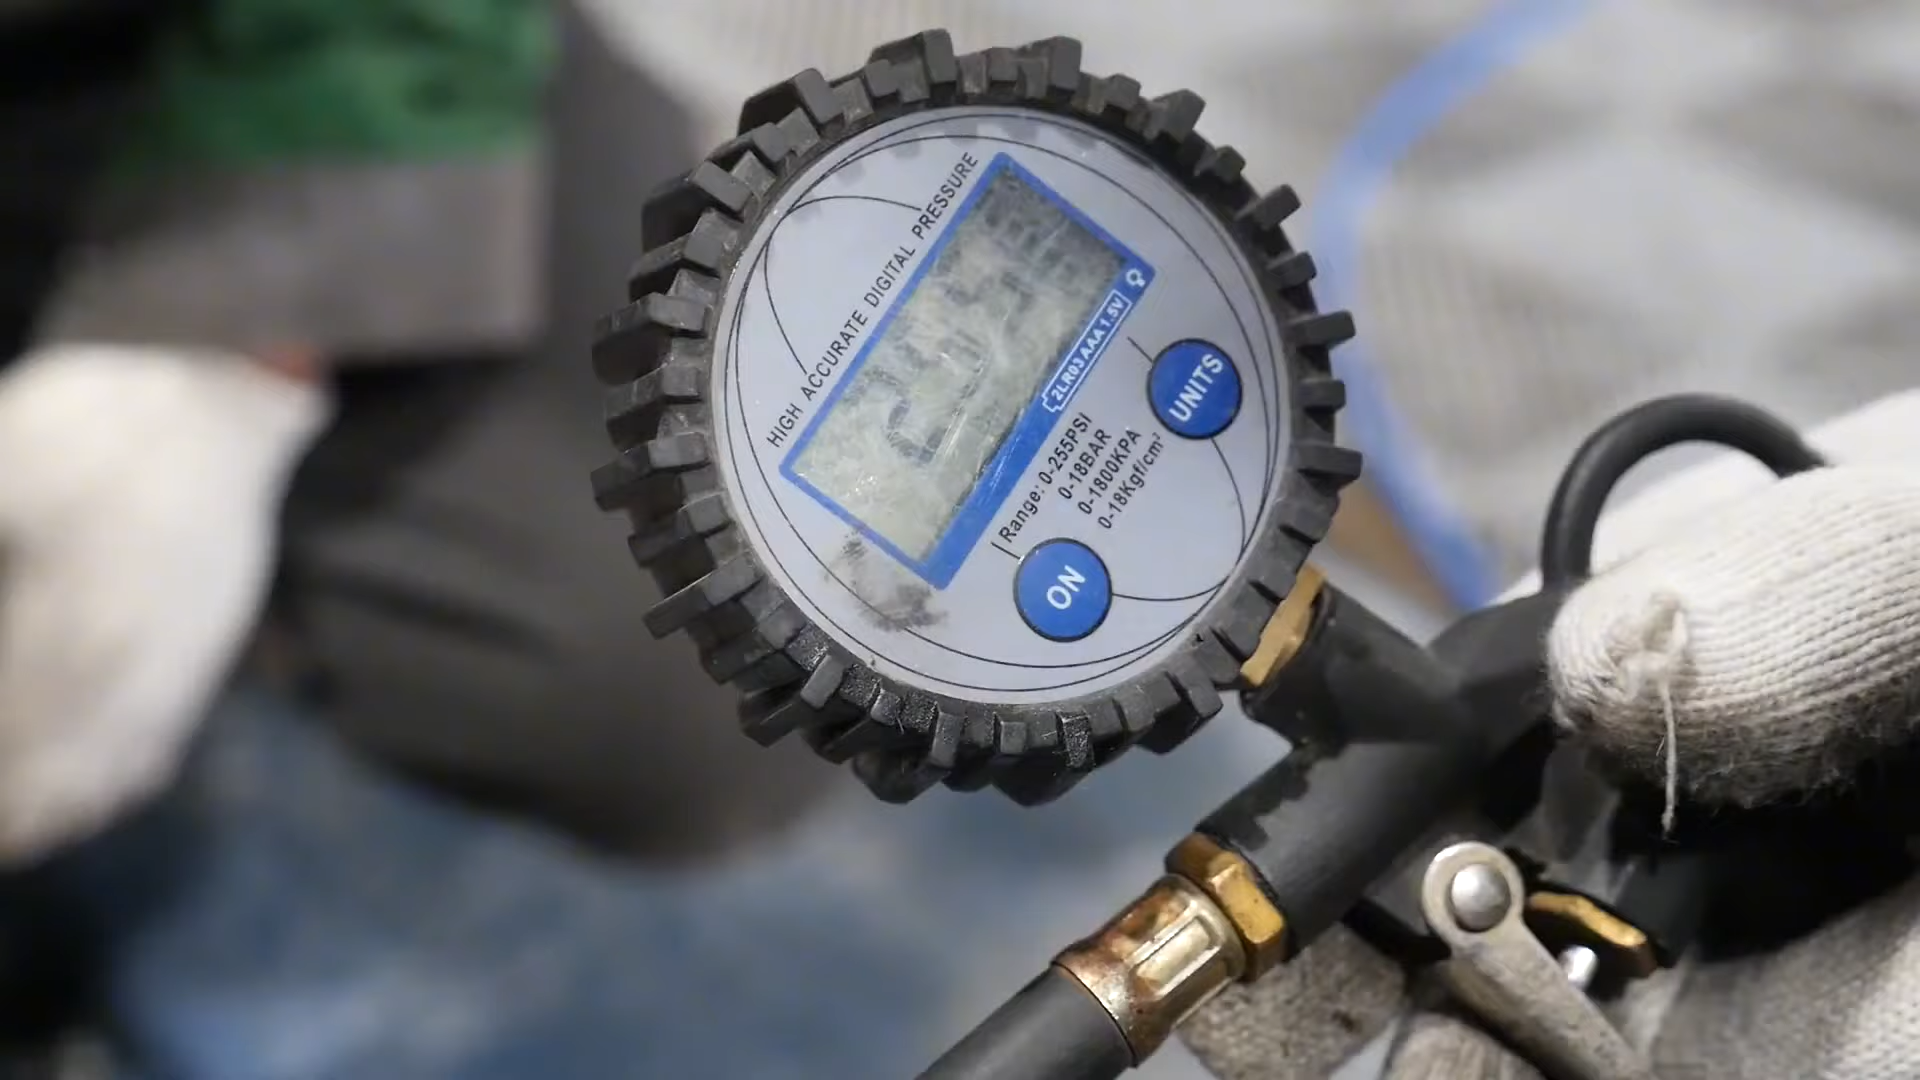 HIGH ACCURATE DIGITAL PRESSURE
2LR03 AAA 1.5V
Range: 0-255PSI
0-18BAR
0-1800KPA
0-18Kgf/cm²
UNITS
ON